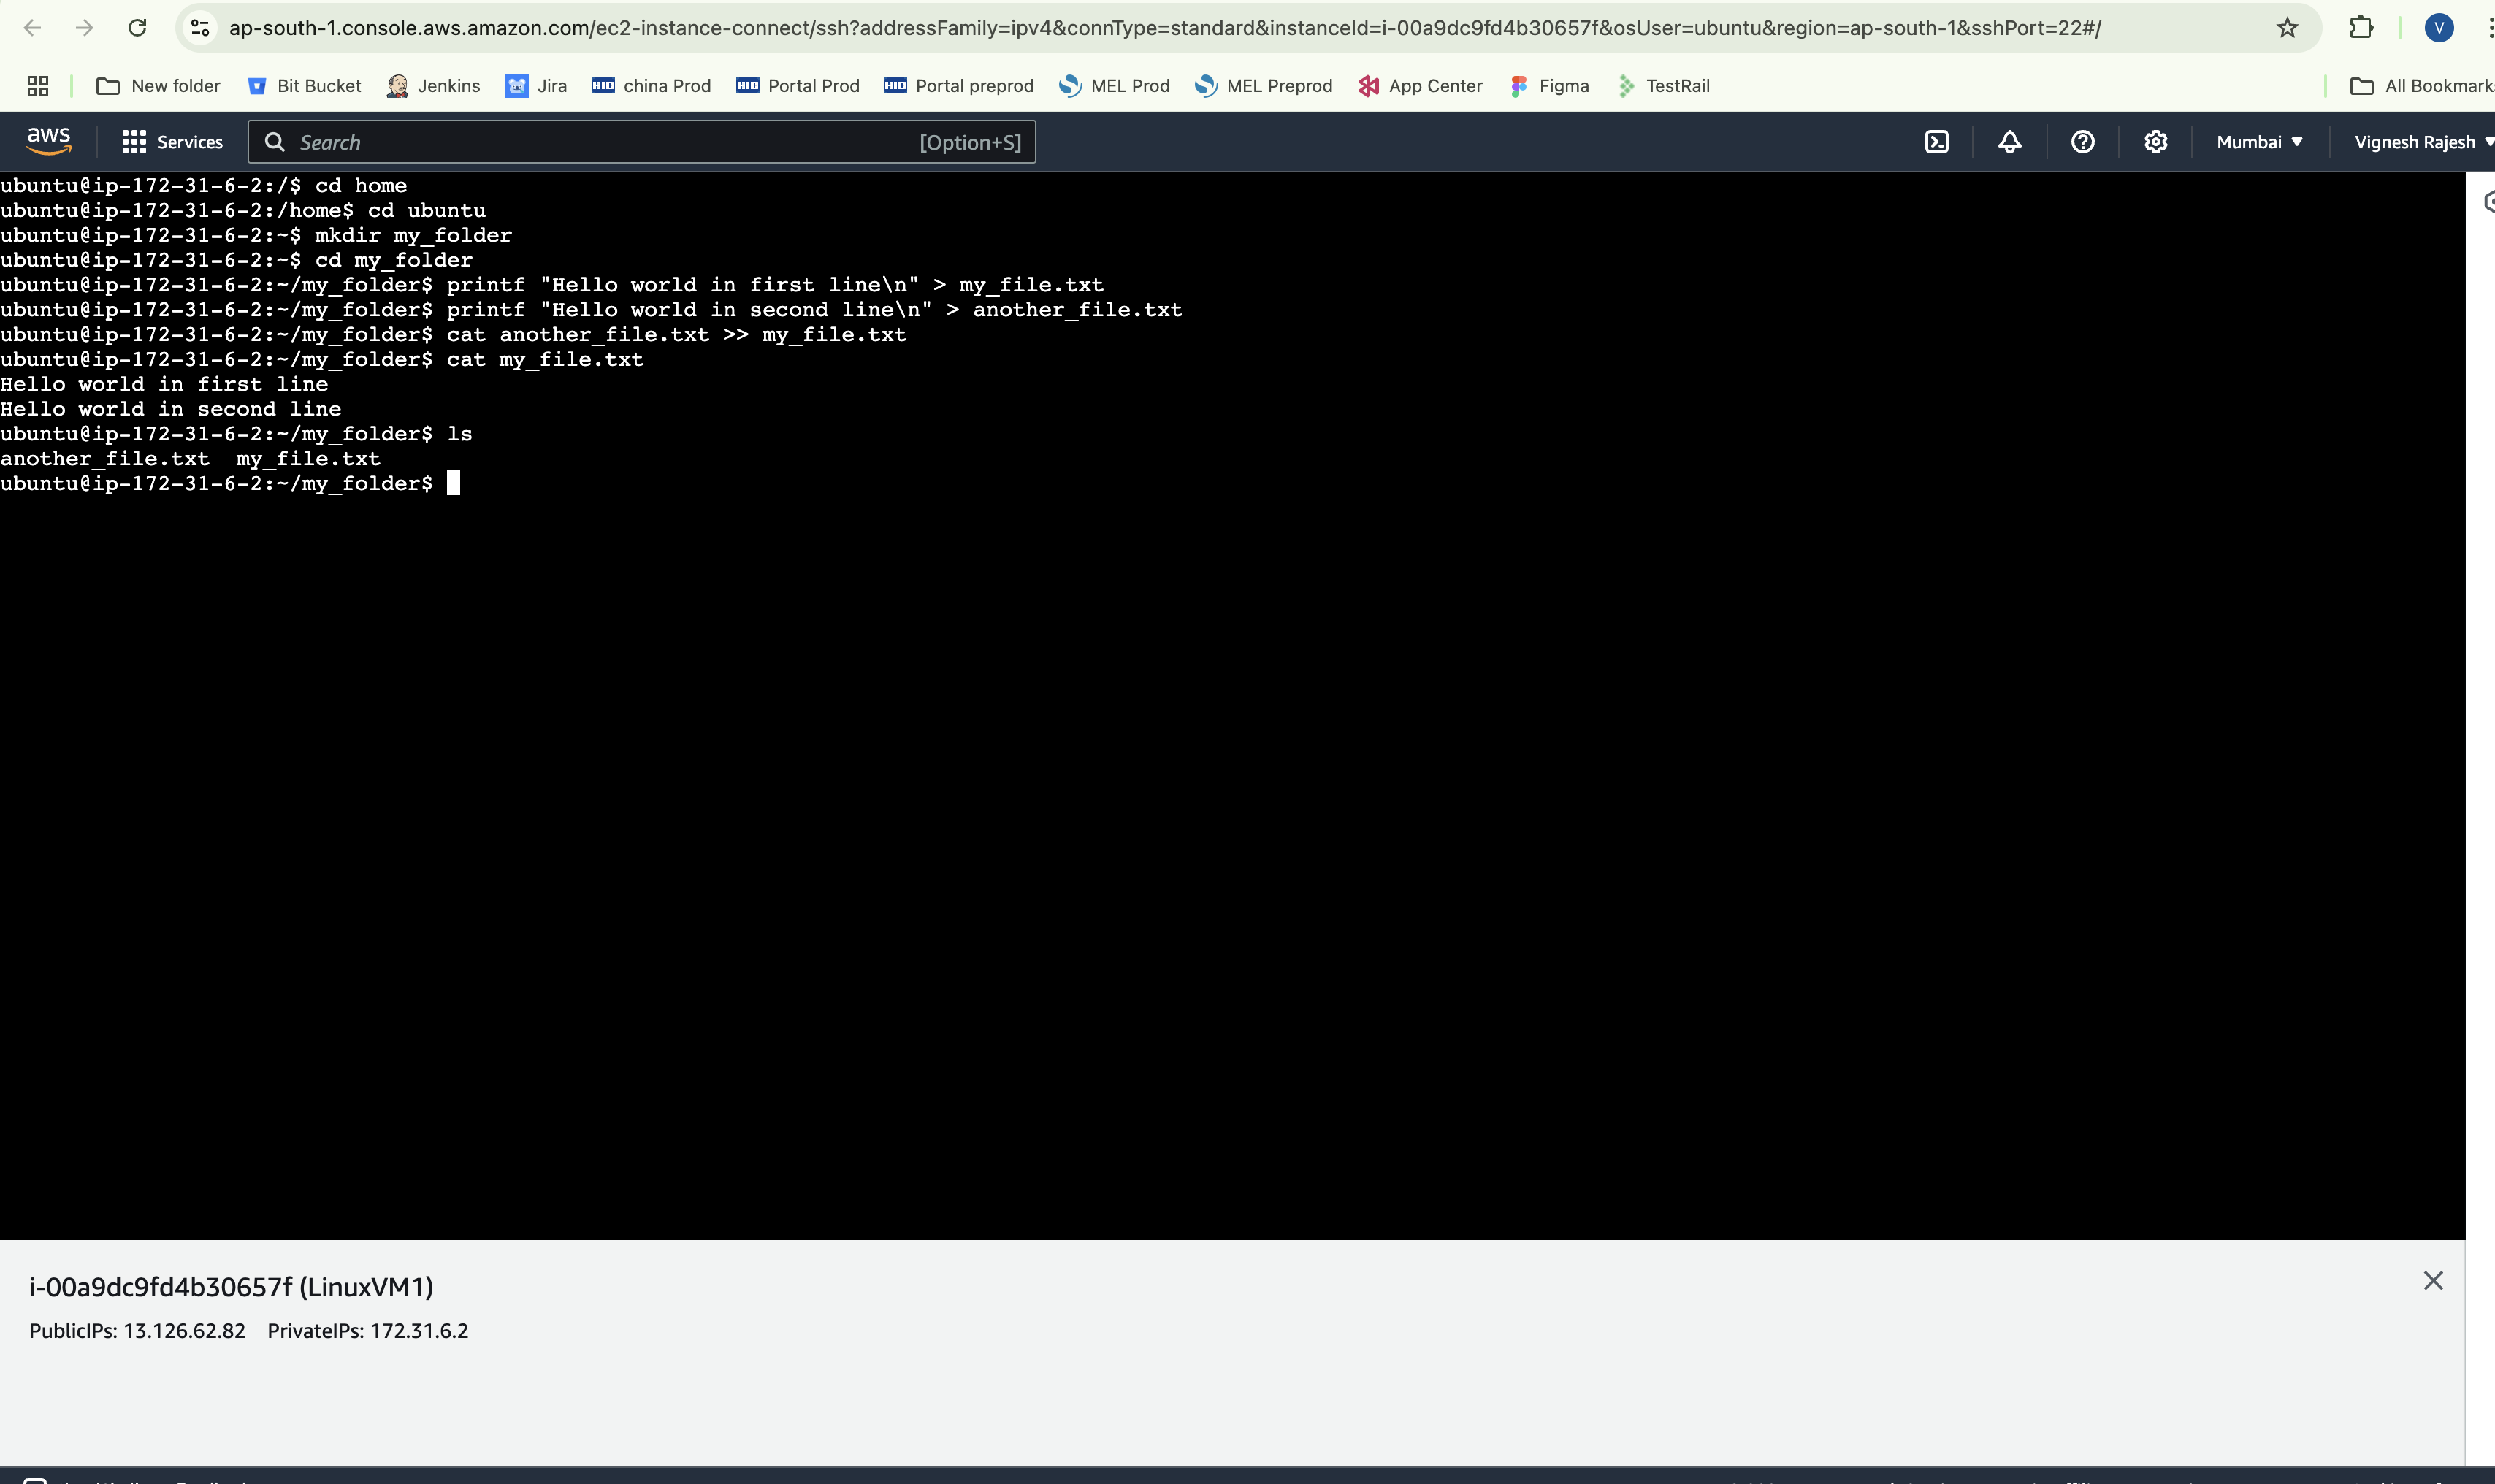 ap-south-1.console.aws.amazon.com/ec2-instance-connect/ssh?addressFamily=ipv4&connType=standard&instanceId=i-00a9dc9fd4b30657f&osUser=ubuntu&region=ap-south-1&sshPort=22#/
V
New folder Bit Bucket Jenkins Jira HID china Prod HID Portal Prod HID Portal preprod MEL Prod MEL Preprod App Center Figma TestRail All Bookmark
aws Services Search [Option+S] Mumbai Vignesh Rajesh
ubuntu@ip-172-31-6-2:/$ cd home
ubuntu@ip-172-31-6-2:/home$ cd ubuntu
ubuntu@ip-172-31-6-2:~$ mkdir my_folder
ubuntu@ip-172-31-6-2:~$ cd my_folder
ubuntu@ip-172-31-6-2:~/my_folder$ printf "Hello world in first line\n" > my_file.txt
ubuntu@ip-172-31-6-2:~/my_folder$ printf "Hello world in second line\n" > another_file.txt
ubuntu@ip-172-31-6-2:~/my_folder$ cat another_file.txt >> my_file.txt
ubuntu@ip-172-31-6-2:~/my_folder$ cat my_file.txt
Hello world in first line
Hello world in second line
ubuntu@ip-172-31-6-2:~/my_folder$ ls
another_file.txt  my_file.txt
ubuntu@ip-172-31-6-2:~/my_folder$
i-00a9dc9fd4b30657f (LinuxVM1)
PublicIPs: 13.126.62.82 PrivateIPs: 172.31.6.2